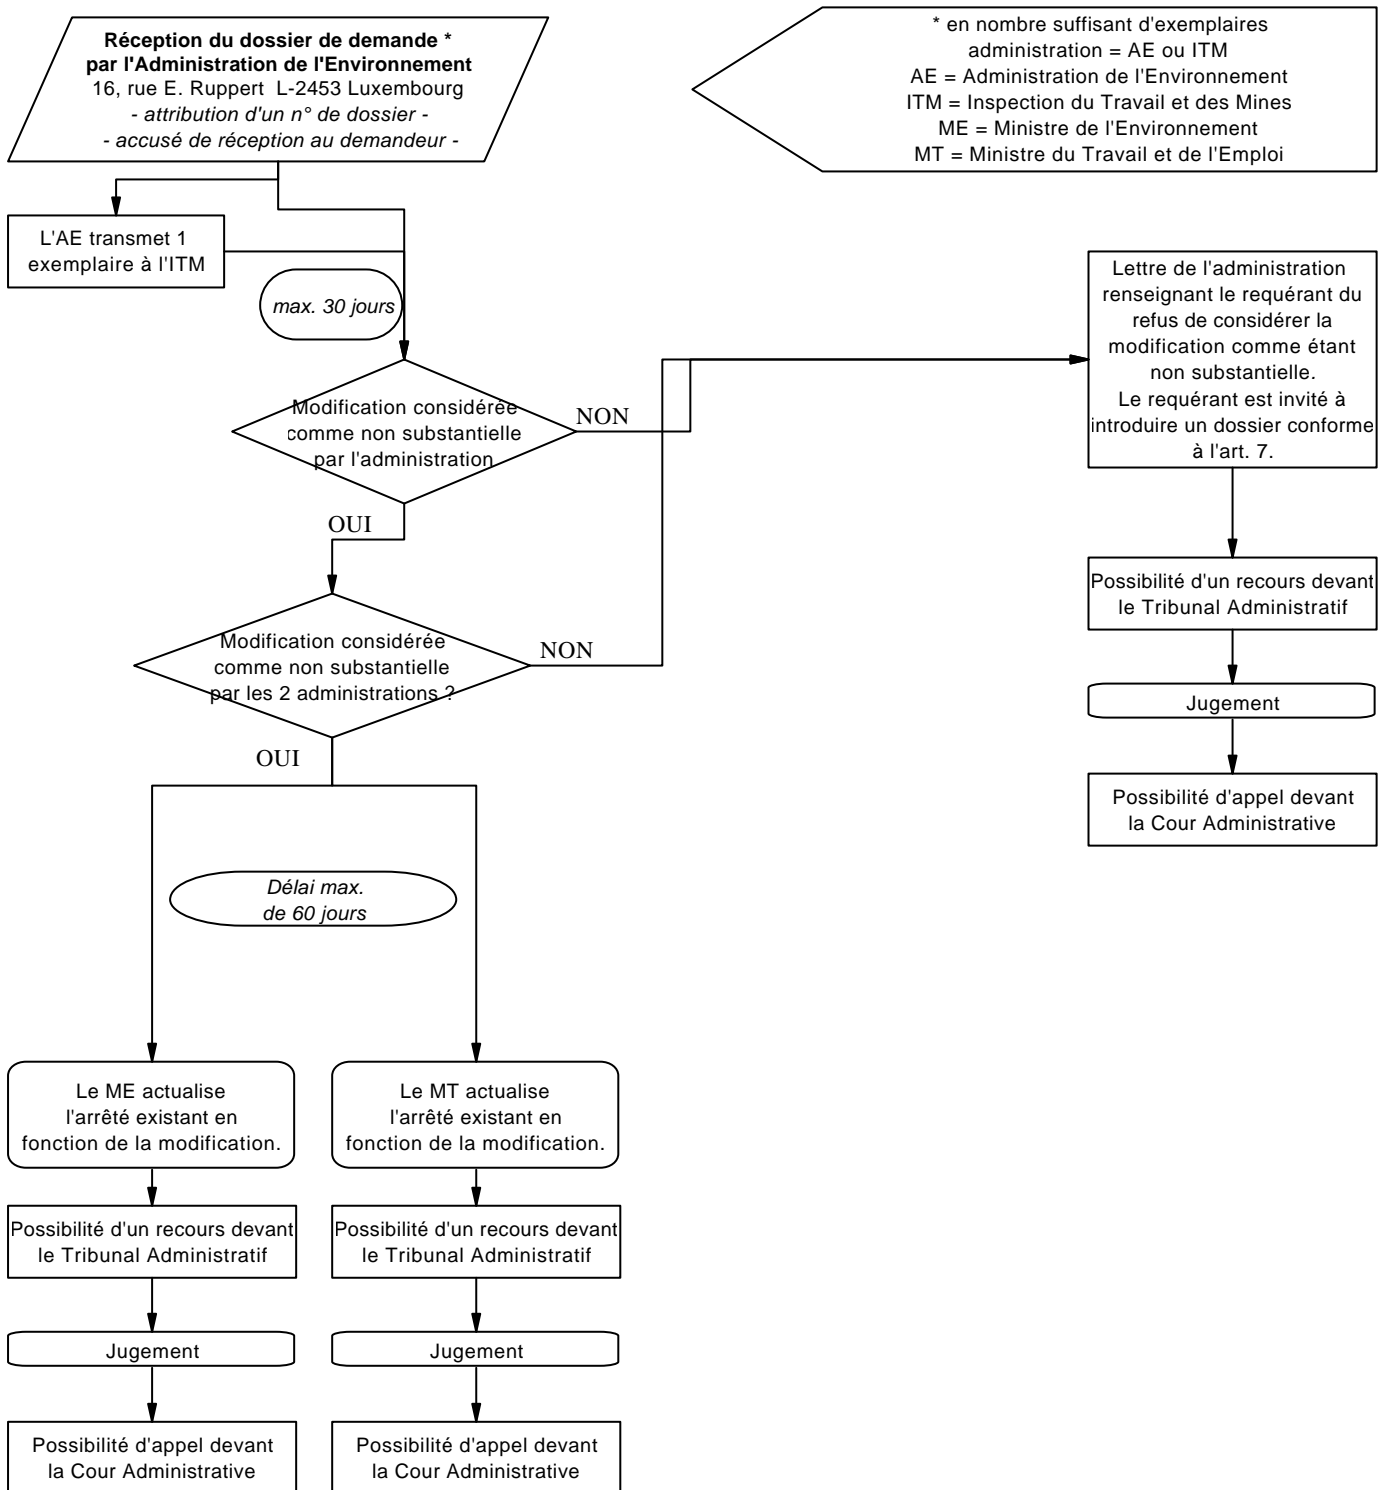 Réception du dossier de demande *
par l'Administration de l'Environnement
16, rue E. Ruppert L-2453 Luxembourg
- attribution d'un n° de dossier -
- accusé de réception au demandeur -
* en nombre suffisant d'exemplaires
administration = AE ou ITM
AE = Administration de l'Environnement
ITM = Inspection du Travail et des Mines
ME = Ministre de l'Environnement
MT = Ministre du Travail et de l'Emploi
L'AE transmet 1
exemplaire à l'ITM
max. 30 jours
Modification considérée
comme non substantielle
par l'administration
NON
OUI
Lettre de l'administration
renseignant le requérant du
refus de considérer la
modification comme étant
non substantielle.
Le requérant est invité à
introduire un dossier conforme
à l'art. 7.
Possibilité d'un recours devant
le Tribunal Administratif
Jugement
Possibilité d'appel devant
la Cour Administrative
Modification considérée
comme non substantielle
par les 2 administrations ?
NON
OUI
Délai max.
de 60 jours
Le ME actualise
l'arrêté existant en
fonction de la modification.
Possibilité d'un recours devant
le Tribunal Administratif
Jugement
Possibilité d'appel devant
la Cour Administrative
Le MT actualise
l'arrêté existant en
fonction de la modification.
Possibilité d'un recours devant
le Tribunal Administratif
Jugement
Possibilité d'appel devant
la Cour Administrative